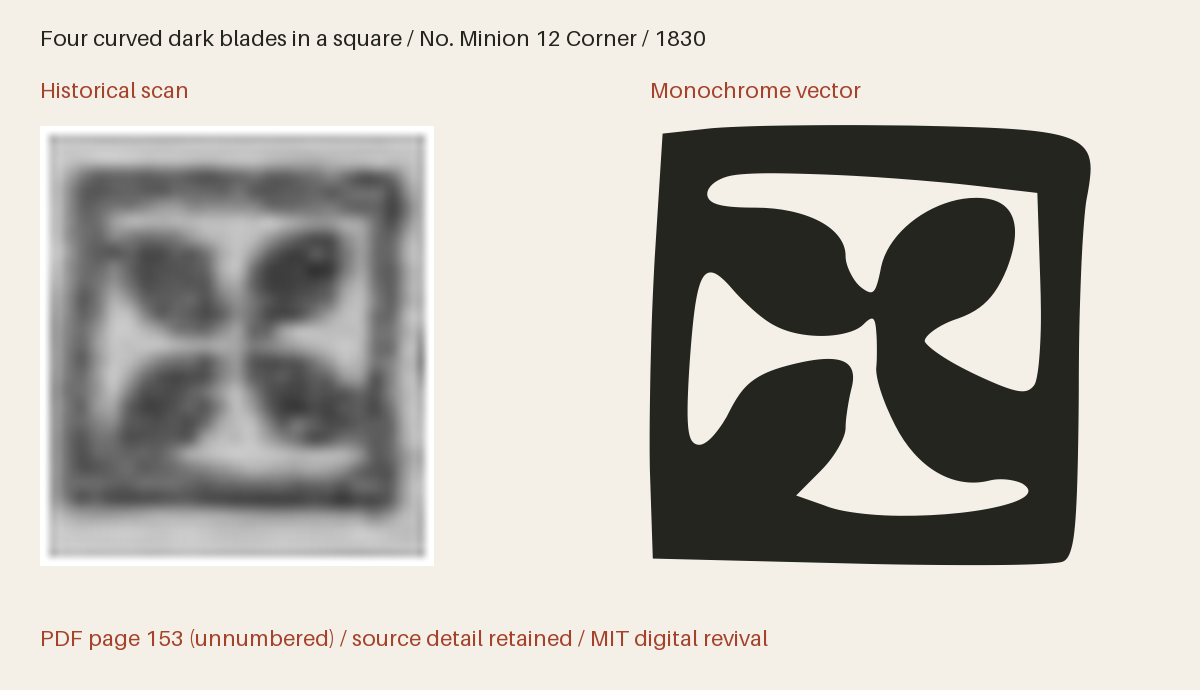 Four curved dark blades in a square / No. Minion 12 Corner / 1830
Historical scan
Monochrome vector
PDF page 153 (unnumbered) / source detail retained / MIT digital revival